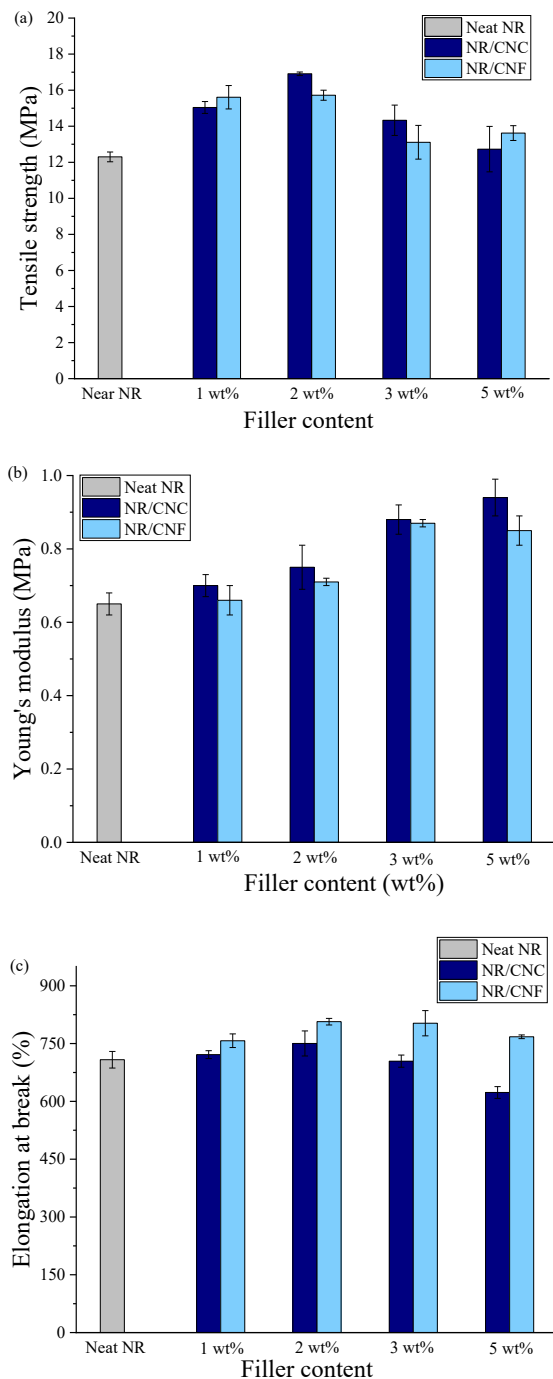 (a)
Neat NR
NR/CNC
NR/CNF
Tensile strength (MPa)
20
18
16
14
12
10
8
6
4
2
0
Near NR
1 wt%
2 wt%
3 wt%
5 wt%
Filler content
(b)
Neat NR
NR/CNC
NR/CNF
Young's modulus (MPa)
1.0
0.8
0.6
0.4
0.2
0.0
Neat NR
1 wt%
2 wt%
3 wt%
5 wt%
Filler content (wt%)
(c)
Neat NR
NR/CNC
NR/CNF
Elongation at break (%)
900
750
600
450
300
150
0
Neat NR
1 wt%
2 wt%
3 wt%
5 wt%
Filler content